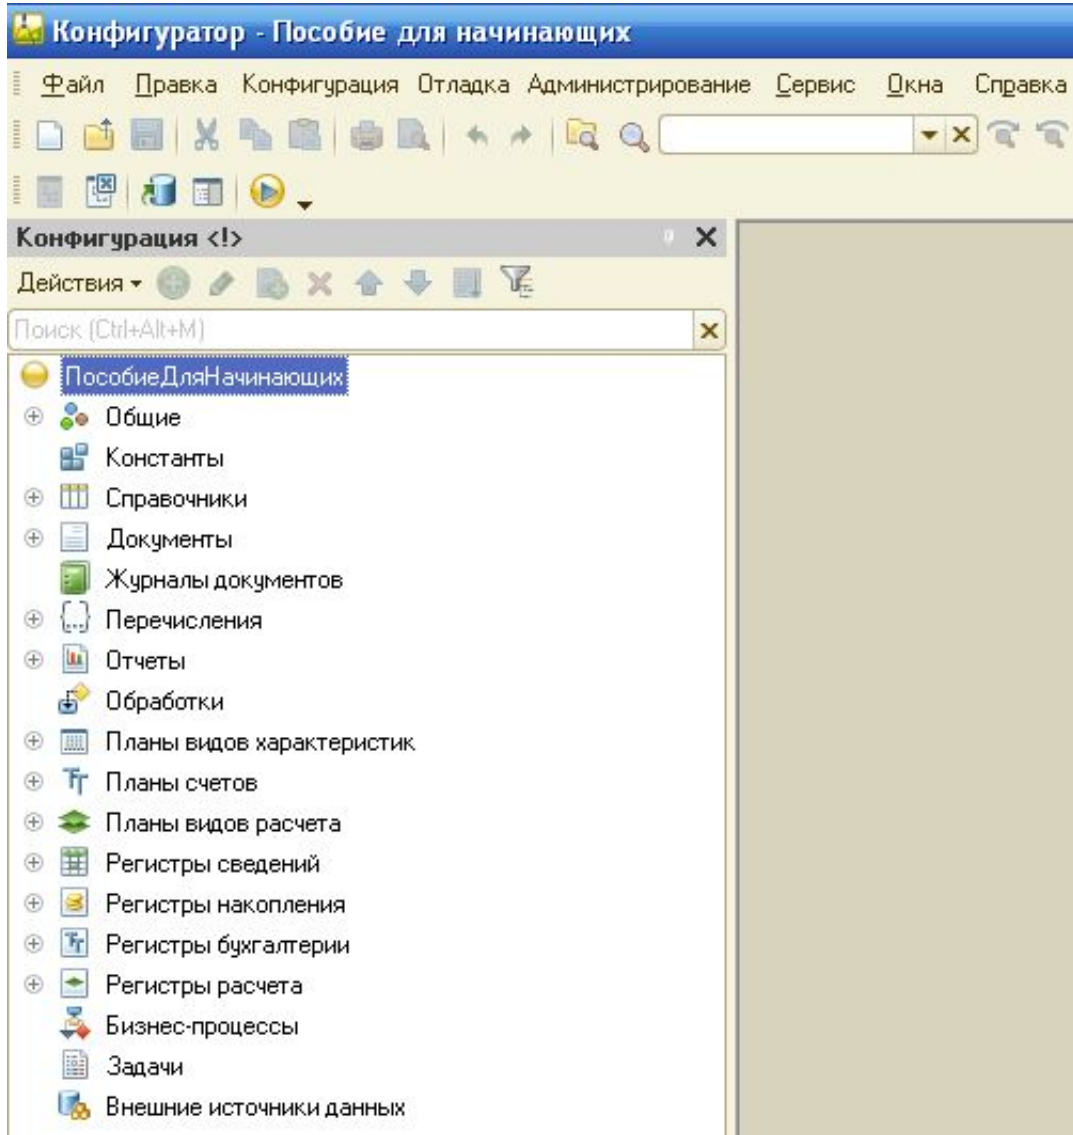 Конфигуратор - Пособие для начинающих
Файл Правка Конфигурация Отладка Администрирование Сервис Окна Справка
Конфигурация <!>
Действия
Поиск (Ctrl+Alt+M)
ПособиеДляНачинающих
Общие
Константы
Справочники
Документы
Журналы документов
Перечисления
Отчеты
Обработки
Планы видов характеристик
Планы счетов
Планы видов расчета
Регистры сведений
Регистры накопления
Регистры бухгалтерии
Регистры расчета
Бизнес-процессы
Задачи
Внешние источники данных